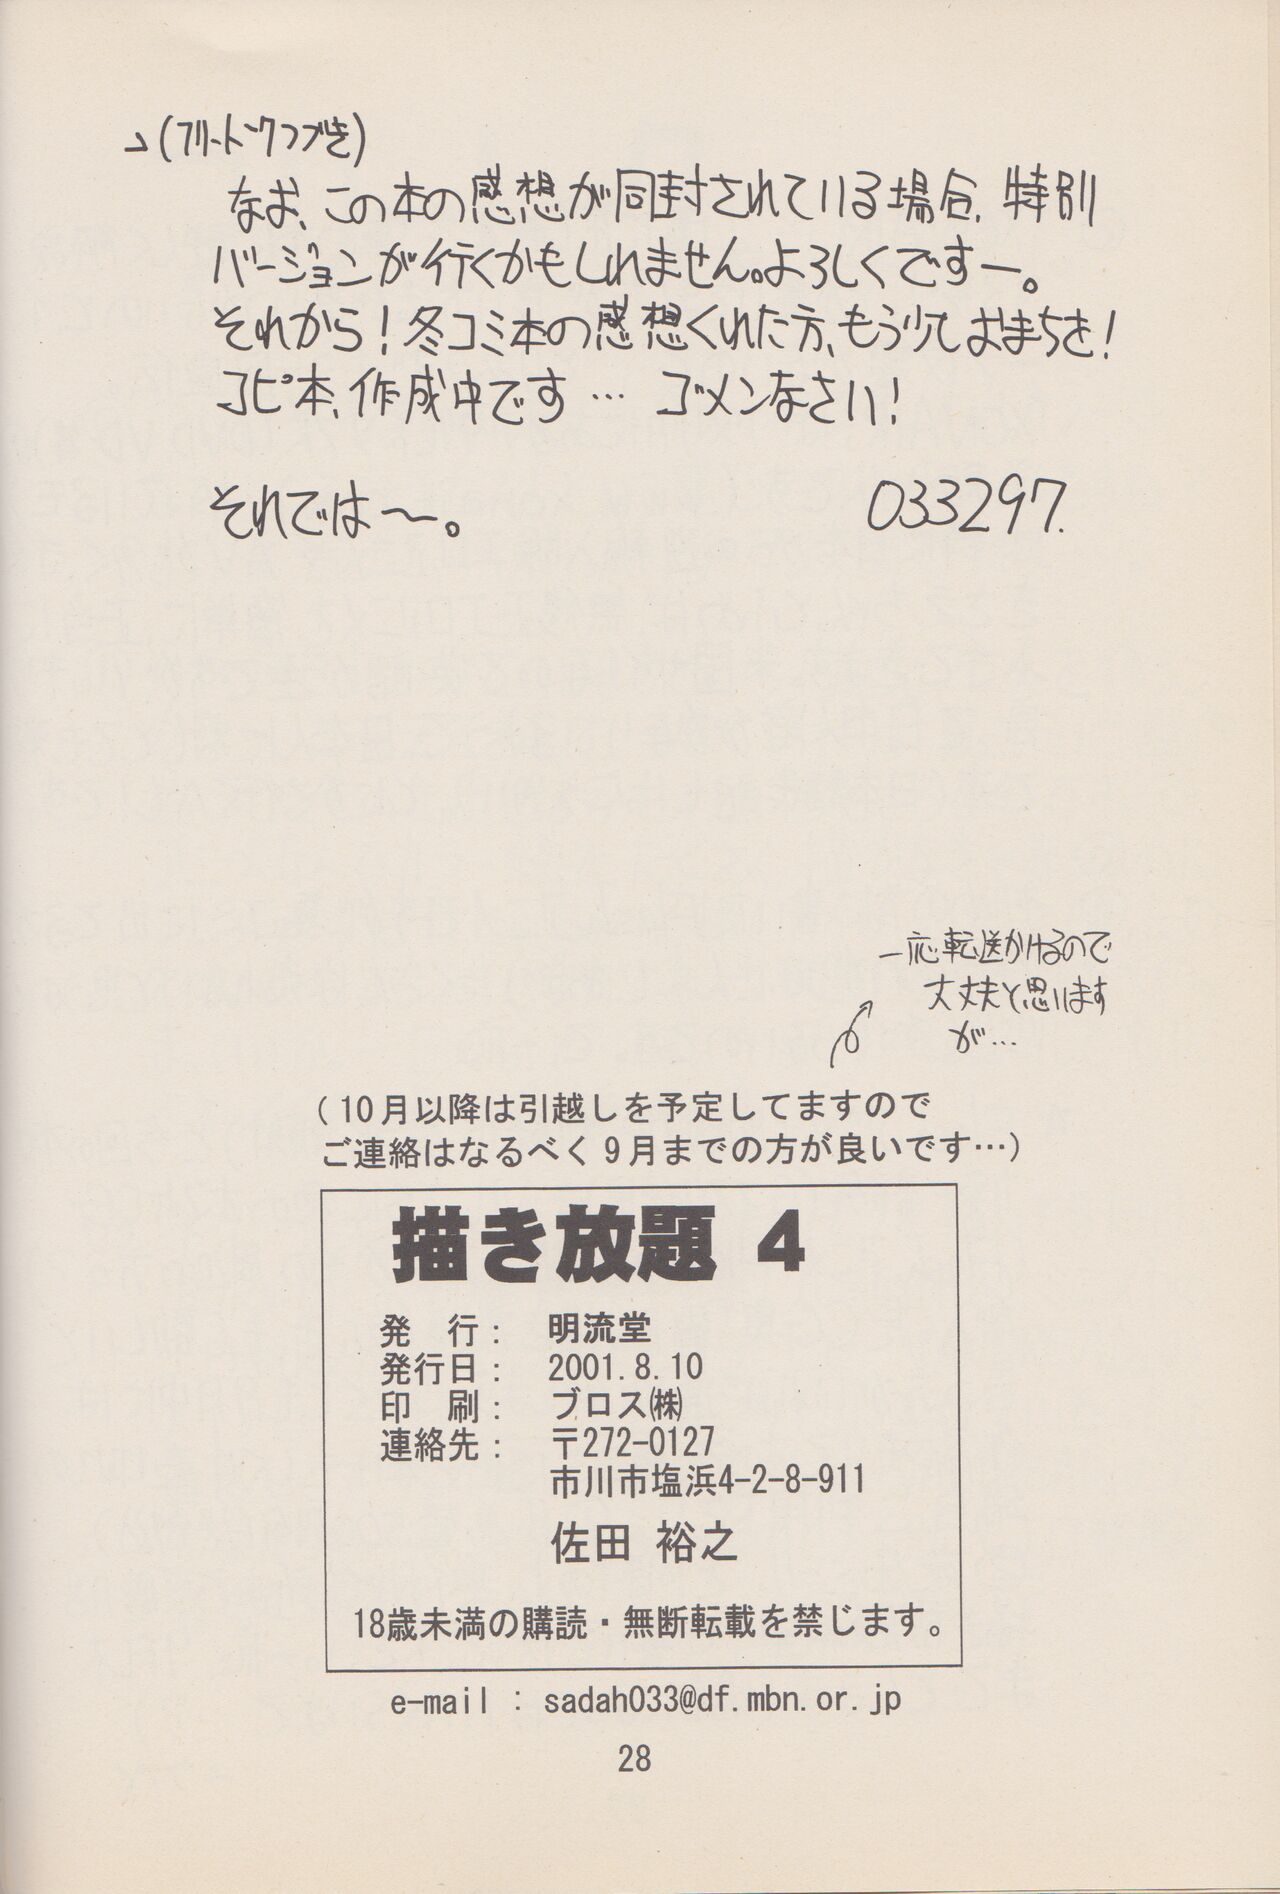 →(フリートークつづき)
なお、この本の感想が同封されている場合、特別
バージョンが行くかもしれません。よろしくですー。
それから！冬コミ本の感想くれた方、もう少しおまちを！
コピ本、作成中です… ゴメンなさい！
それでは〜。
033297.
一応転送かけるので
丈丈夫と思います
が…
(10月以降は引越しを予定してますので
ご連絡はなるべく9月までの方が良いです…)
描き放題 4
発　行： 明流堂
発行日： 2001.8.10
印　刷： ブロス㈱
連絡先： 〒272-0127
市川市塩浜4-2-8-911
佐田 裕之
18歳未満の購読・無断転載を禁じます。
e-mail : sadah033@df.mbn.or.jp
28